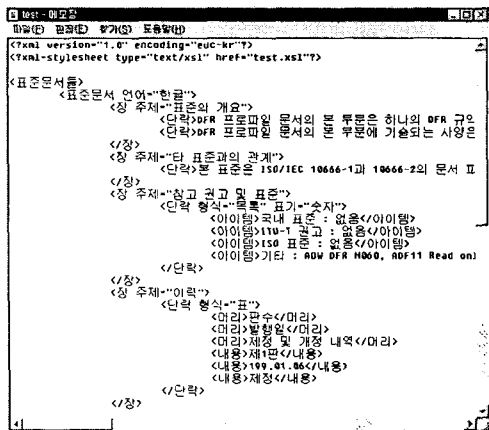 test - 메모장
파일(F) 편집(E) 찾기(S) 도움말(H)
<?xml version="1.0" encoding="euc-kr"?>
<?xml-stylesheet type="text/xsl" href="test.xsl"?>
<표준문서들>
<표준문서 언어="한글">
<장 주제="표준의 개요">
<단락>DFR 프로파일 문서의 본 부분은 하나의 DFR 규약
<단락>DFR 프로파일 문서의 본 부분에 기술되는 사양은
</장>
<장 주제="타 표준과의 관계">
<단락>본 표준은 ISO/IEC 10666-1과 10666-2의 문서 프
</장>
<장 주제="참고 권고 및 표준">
<단락 형식="목록" 표기="숫자">
<아이템>국내 표준 : 없음</아이템>
<아이템>ITU-T 권고 : 없음</아이템>
<아이템>ISO 표준 : 없음</아이템>
<아이템>기타 : AOW DFR M060, ADF11 Read onl
</단락>
</장>
<장 주제="이력">
<단락 형식="표">
<머리>판수</머리>
<머리>발행일</머리>
<머리>제정 및 개정 내역</머리>
<내용>제1판</내용>
<내용>199.01.06</내용>
<내용>제정</내용>
</단락>
</장>